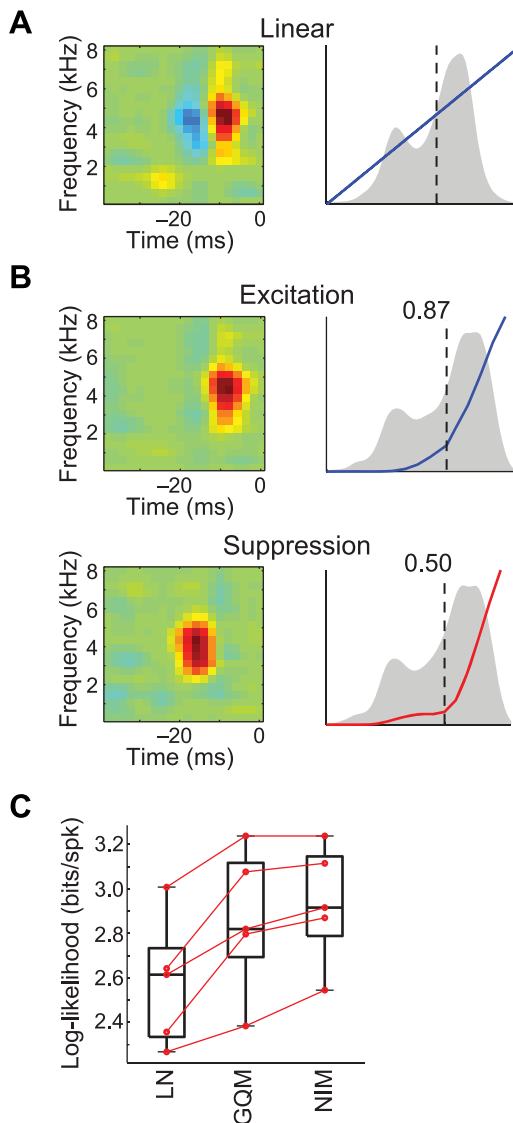 A
Linear
Frequency (kHz)
8
6
4
2
−20
0
Time (ms)
B
Excitation
Frequency (kHz)
8
6
4
2
−20
0
Time (ms)
0.87
Suppression
Frequency (kHz)
8
6
4
2
−20
0
Time (ms)
0.50
C
Log-likelihood (bits/spk)
3.2
3.0
2.8
2.6
2.4
LN
GQM
NIM